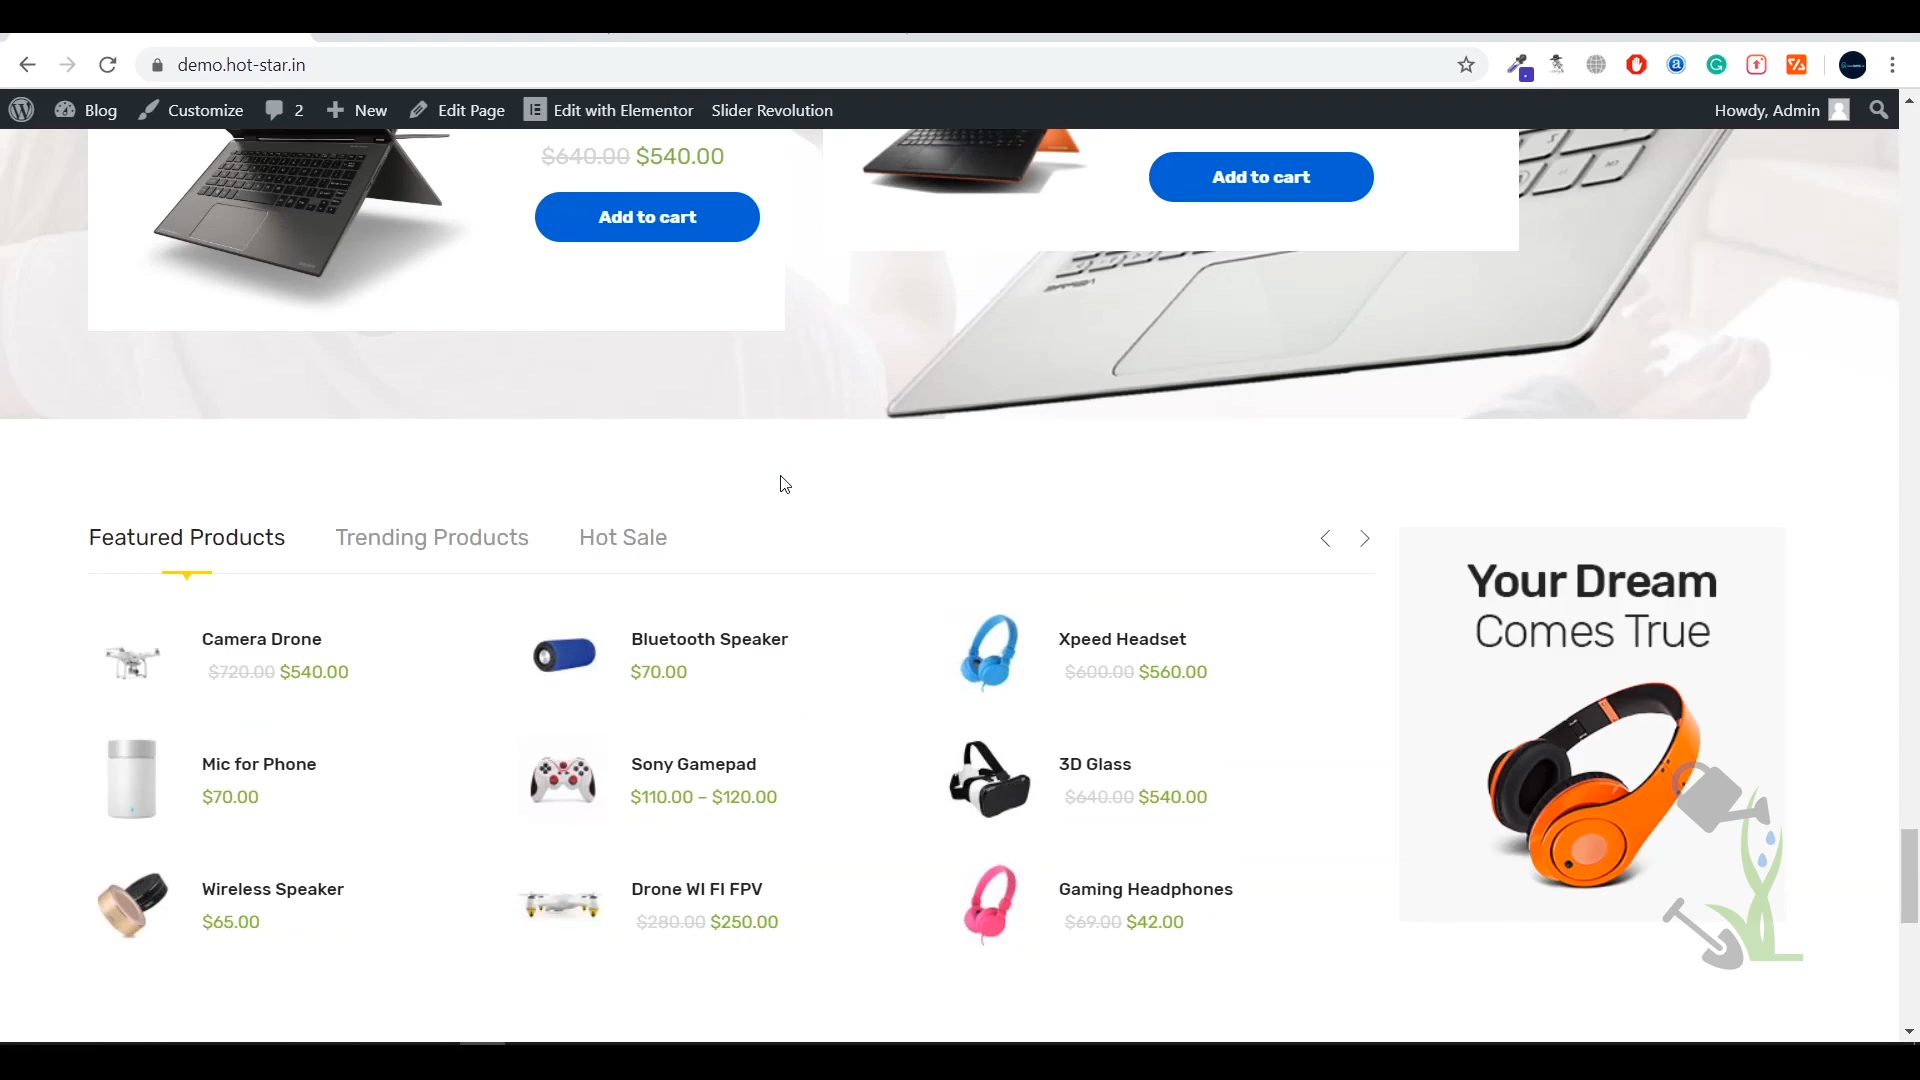 demo.hot-star.in
Blog
Customize
2
New
Edit Page
Edit with Elementor
Slider Revolution
Howdy, Admin
$640.00 $540.00
Add to cart
Add to cart
Featured Products
Trending Products
Hot Sale
Camera Drone
$720.00 $540.00
Bluetooth Speaker
$70.00
Xpeed Headset
$600.00 $560.00
Mic for Phone
$70.00
Sony Gamepad
$110.00 – $120.00
3D Glass
$640.00 $540.00
Wireless Speaker
$65.00
Drone WI FI FPV
$280.00 $250.00
Gaming Headphones
$69.00 $42.00
Your Dream
Comes True